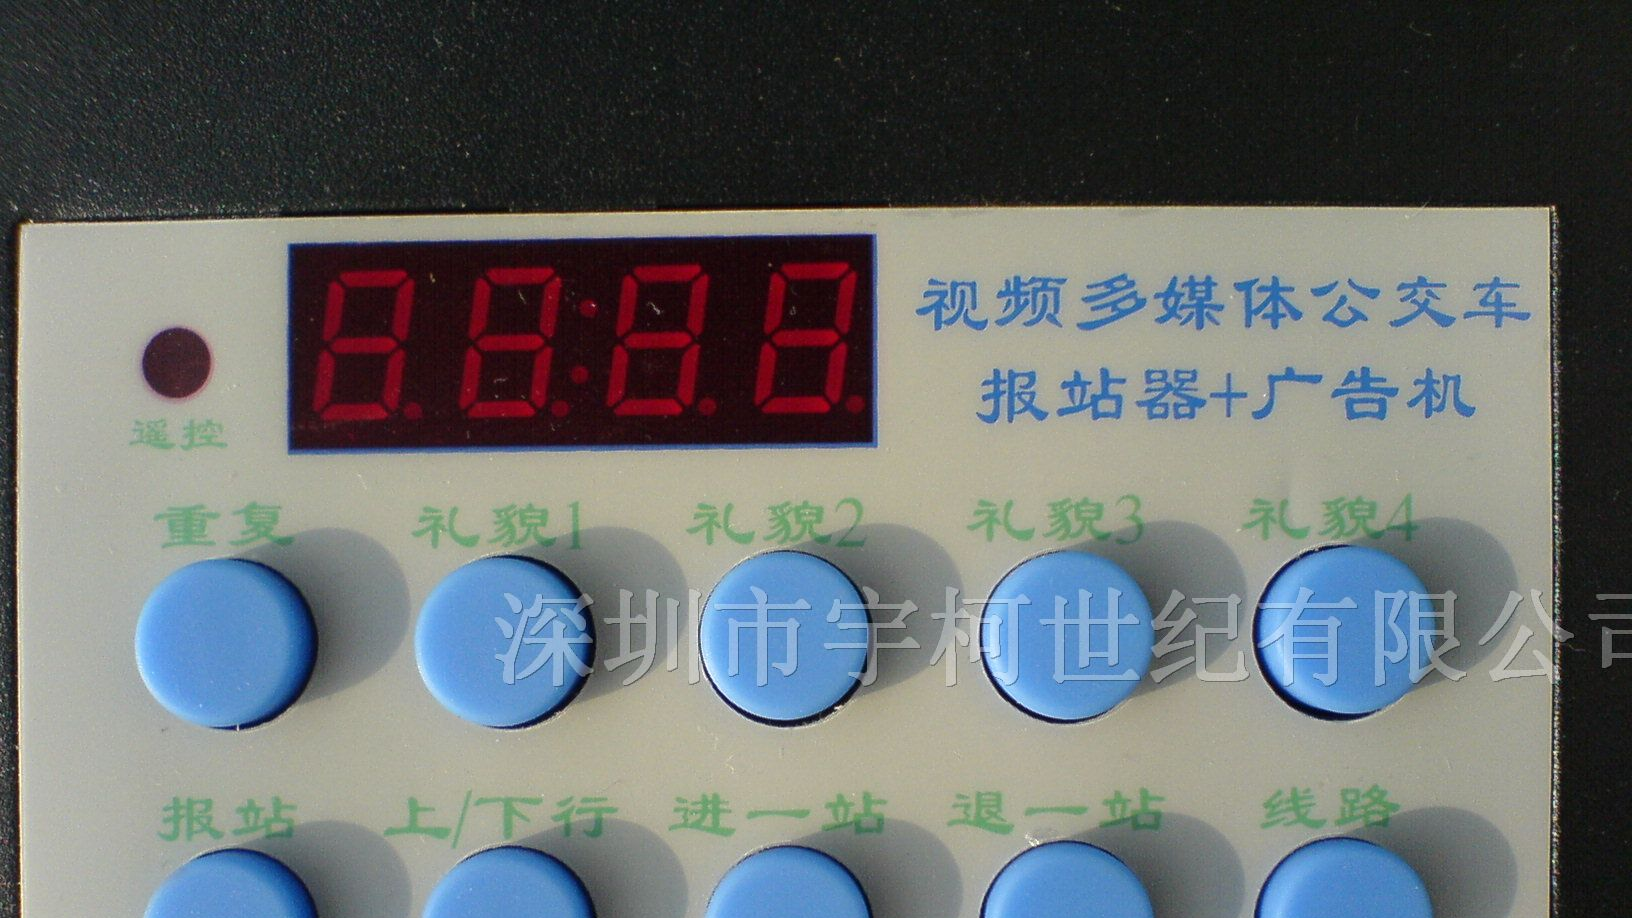 88:88
视频多媒体公交车
报站器+广告机
遥控
重复 礼貌1 礼貌2 礼貌3 礼貌4
深圳市宇柯世纪有限公司
报站 上/下行 进一站 退一站 线路